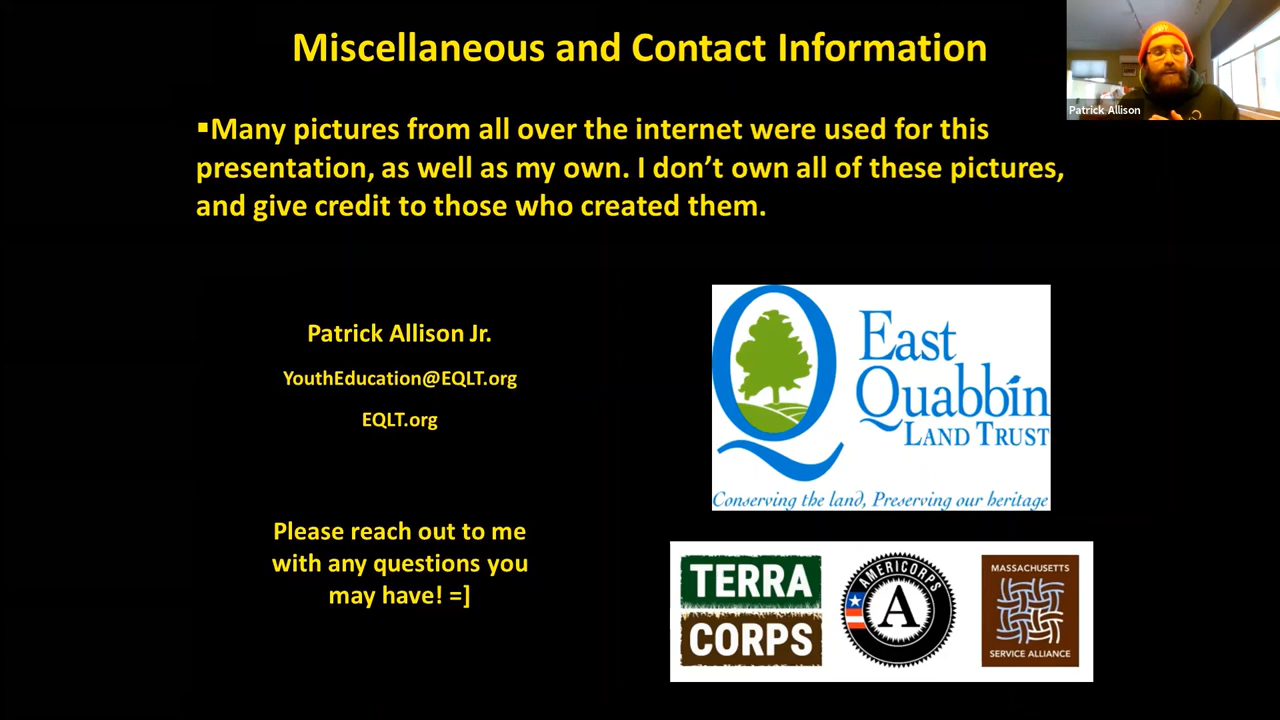 Miscellaneous and Contact Information
Patrick Allison
▪Many pictures from all over the internet were used for this
presentation, as well as my own. I don’t own all of these pictures,
and give credit to those who created them.
Patrick Allison Jr.
YouthEducation@EQLT.org
EQLT.org
Please reach out to me
with any questions you
may have! =]
East
Quabbin
LAND TRUST
Conserving the land, Preserving our heritage
TERRA
CORPS
AMERICORPS
A
MASSACHUSETTS
SERVICE ALLIANCE